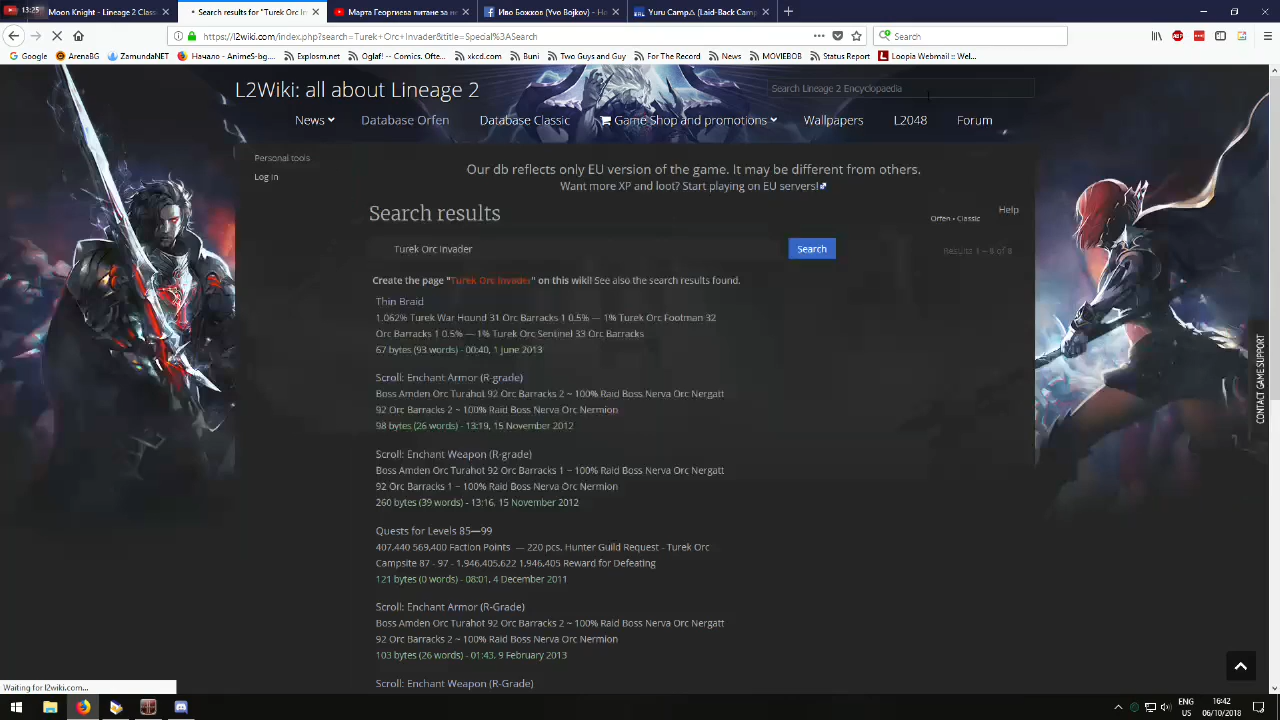 13:25
Moon Knight - Lineage 2 Classic
Search results for "Turek Orc In
Марта Георгиева питане за не
Иво Божков (Yvo Bojkov) - Не
Yuru Camp△ (Laid-Back Camp
https://l2wiki.com/index.php?search=Turek+Orc+Invader&title=Special%3ASearch
Search
Google
ArenaBG
ZamundaNET
Начало - AnimeS-bg....
Explosm.net
Oglaf! -- Comics. Ofte...
xkcd.com
Buni
Two Guys and Guy
For The Record
News
MOVIEBOB
Status Report
Loopia Webmail :: Wel...
L2Wiki: all about Lineage 2
Search Lineage 2 Encyclopaedia
News
Database Orfen
Database Classic
Game Shop and promotions
Wallpapers
L2048
Forum
Personal tools
Log in
Our db reflects only EU version of the game. It may be different from others.
Want more XP and loot? Start playing on EU servers!
Search results
Orfen • Classic
Help
Turek Orc Invader
Search
Results 1 – 8 of 8
Create the page "Turek Orc Invader" on this wiki! See also the search results found.
Thin Braid
1.062% Turek War Hound 31 Orc Barracks 1 0.5% — 1% Turek Orc Footman 32
Orc Barracks 1 0.5% — 1% Turek Orc Sentinel 33 Orc Barracks
67 bytes (93 words) - 00:40, 1 june 2013
Scroll: Enchant Armor (R-grade)
Boss Amden Orc Turahot 92 Orc Barracks 2 ~ 100% Raid Boss Nerva Orc Nergatt
92 Orc Barracks 2 ~ 100% Raid Boss Nerva Orc Nermion
98 bytes (26 words) - 13:19, 15 November 2012
Scroll: Enchant Weapon (R-grade)
Boss Amden Orc Turahot 92 Orc Barracks 1 ~ 100% Raid Boss Nerva Orc Nergatt
92 Orc Barracks 1 ~ 100% Raid Boss Nerva Orc Nermion
260 bytes (39 words) - 13:16, 15 November 2012
Quests for Levels 85—99
407,440 569,400 Faction Points — 220 pcs, Hunter Guild Request - Turek Orc
Campsite 87 - 97 - 1,946,405,622 1,946,405 Reward for Defeating
121 bytes (0 words) - 08:01, 4 December 2011
Scroll: Enchant Armor (R-Grade)
Boss Amden Orc Turahot 92 Orc Barracks 2 ~ 100% Raid Boss Nerva Orc Nergatt
92 Orc Barracks 2 ~ 100% Raid Boss Nerva Orc Nermion
103 bytes (26 words) - 01:43, 9 February 2013
Scroll: Enchant Weapon (R-Grade)
CONTACT GAME SUPPORT
Waiting for l2wiki.com...
ENG
US
16:42
06/10/2018